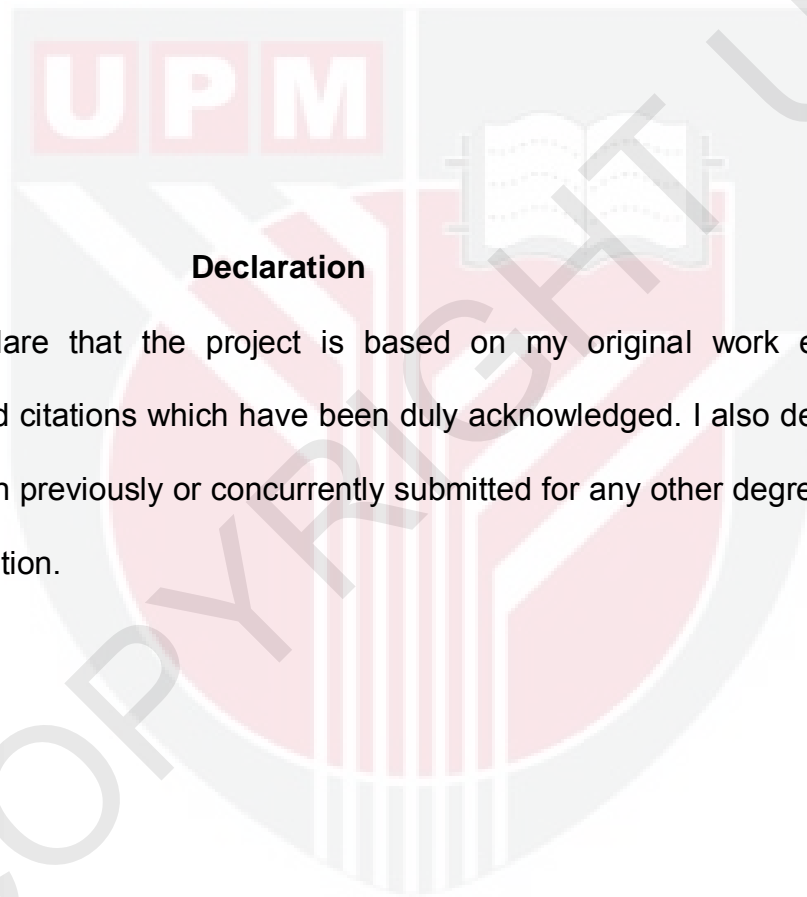 UPM
Declaration
lare that the project is based on my original work e
d citations which have been duly acknowledged. I also de
n previously or concurrently submitted for any other degre
tion.
COPYRIGHT U